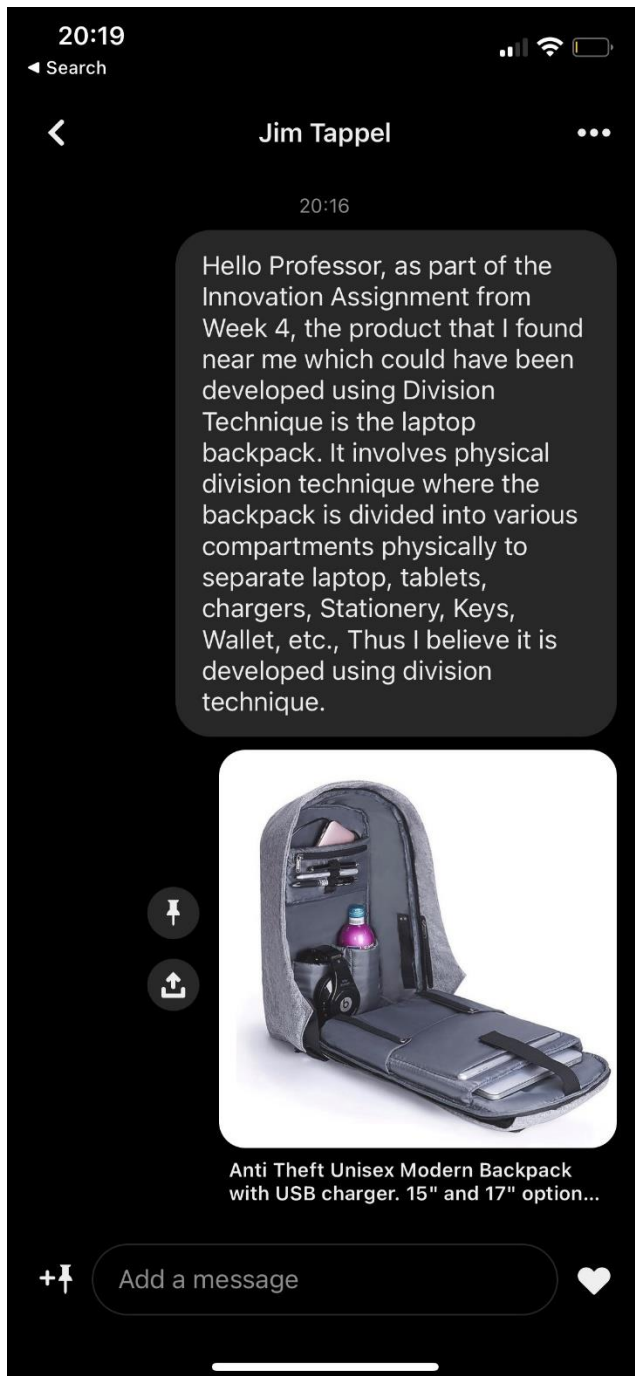 20:19
◀ Search
Jim Tappel
20:16
Hello Professor, as part of the
Innovation Assignment from
Week 4, the product that I found
near me which could have been
developed using Division
Technique is the laptop
backpack. It involves physical
division technique where the
backpack is divided into various
compartments physically to
separate laptop, tablets,
chargers, Stationery, Keys,
Wallet, etc., Thus I believe it is
developed using division
technique.
Anti Theft Unisex Modern Backpack
with USB charger. 15" and 17" option...
Add a message